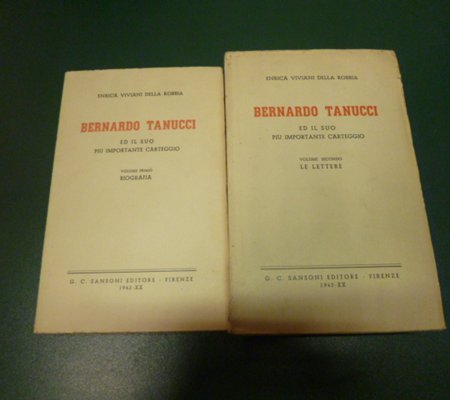 ENRICA VIVIANI DELLA ROBBIA
BERNARDO TANUCCI
ED IL SUO
PIÙ IMPORTANTE CARTEGGIO
VOLUME PRIMO
BIOGRAFIA
G. C. SANSONI EDITORE - FIRENZE
1942-XX
ENRICA VIVIANI DELLA ROBBIA
BERNARDO TANUCCI
ED IL SUO
PIÙ IMPORTANTE CARTEGGIO
VOLUME SECONDO
LE LETTERE
G. C. SANSONI EDITORE - FIRENZE
1942-XX